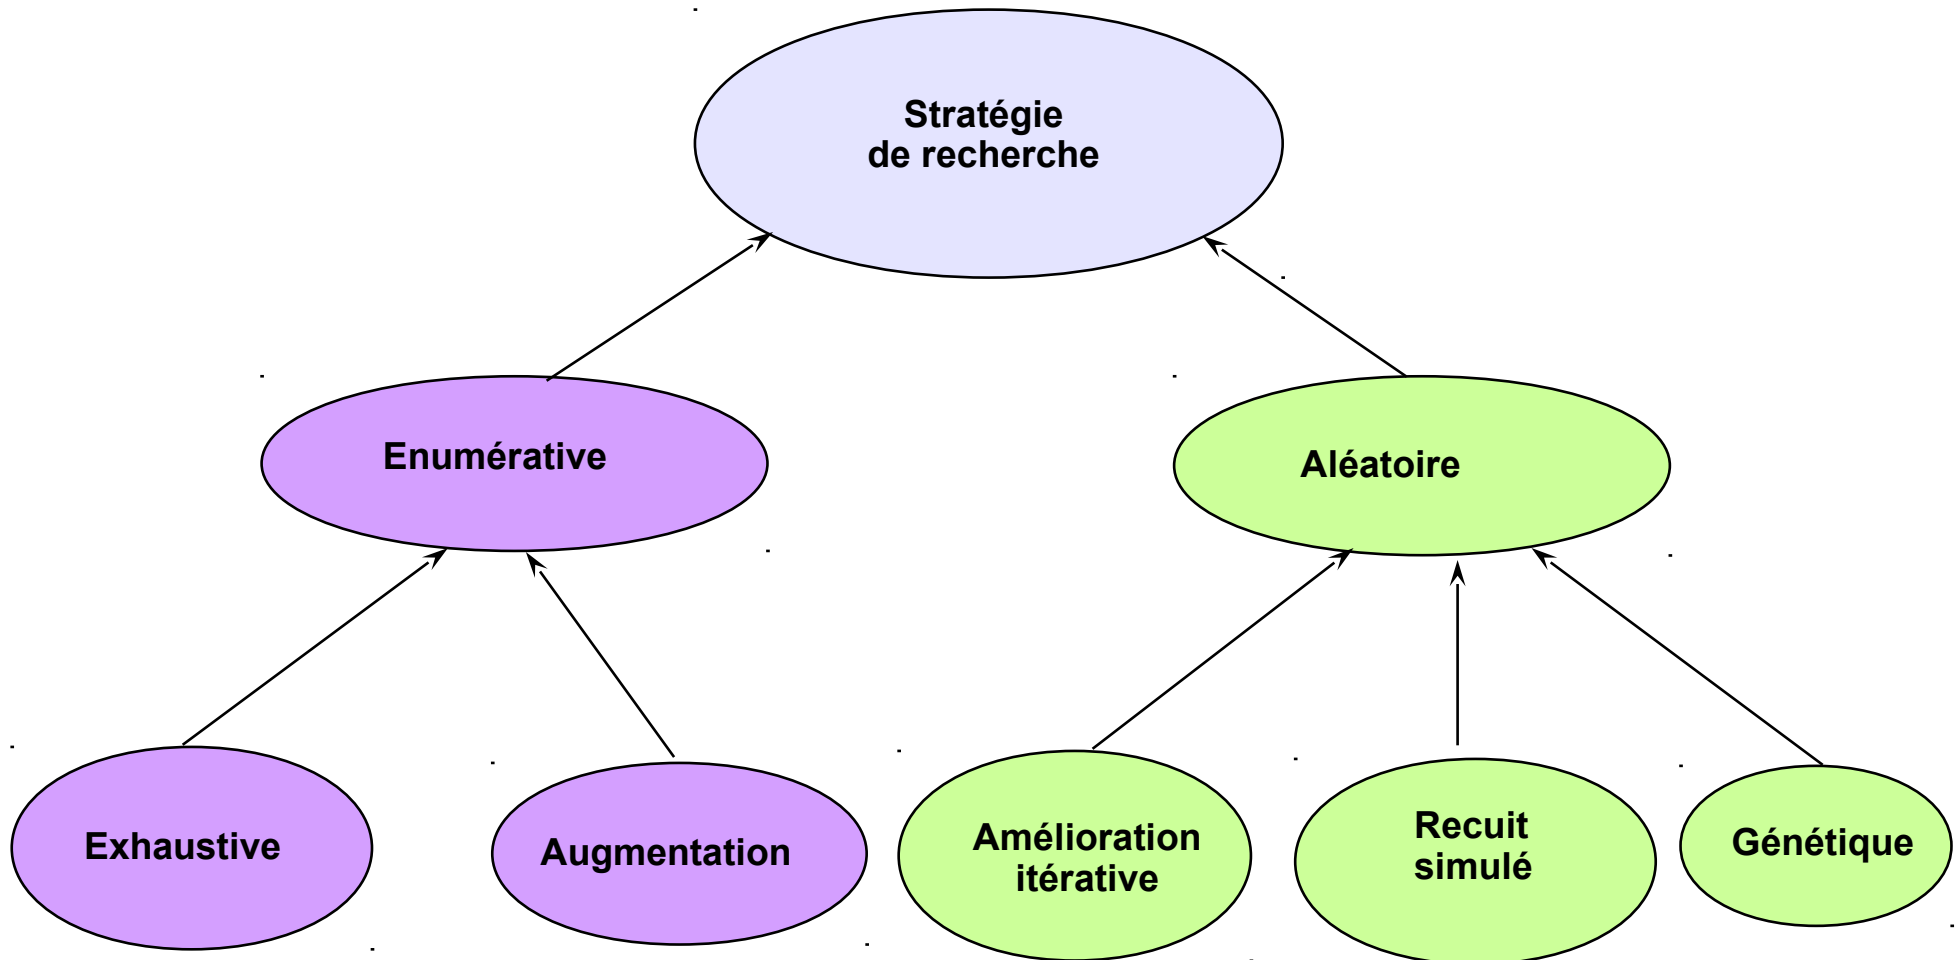 Stratégie
de recherche
Enumérative
Aléatoire
Exhaustive
Augmentation
Amélioration
itérative
Recuit
simulé
Génétique